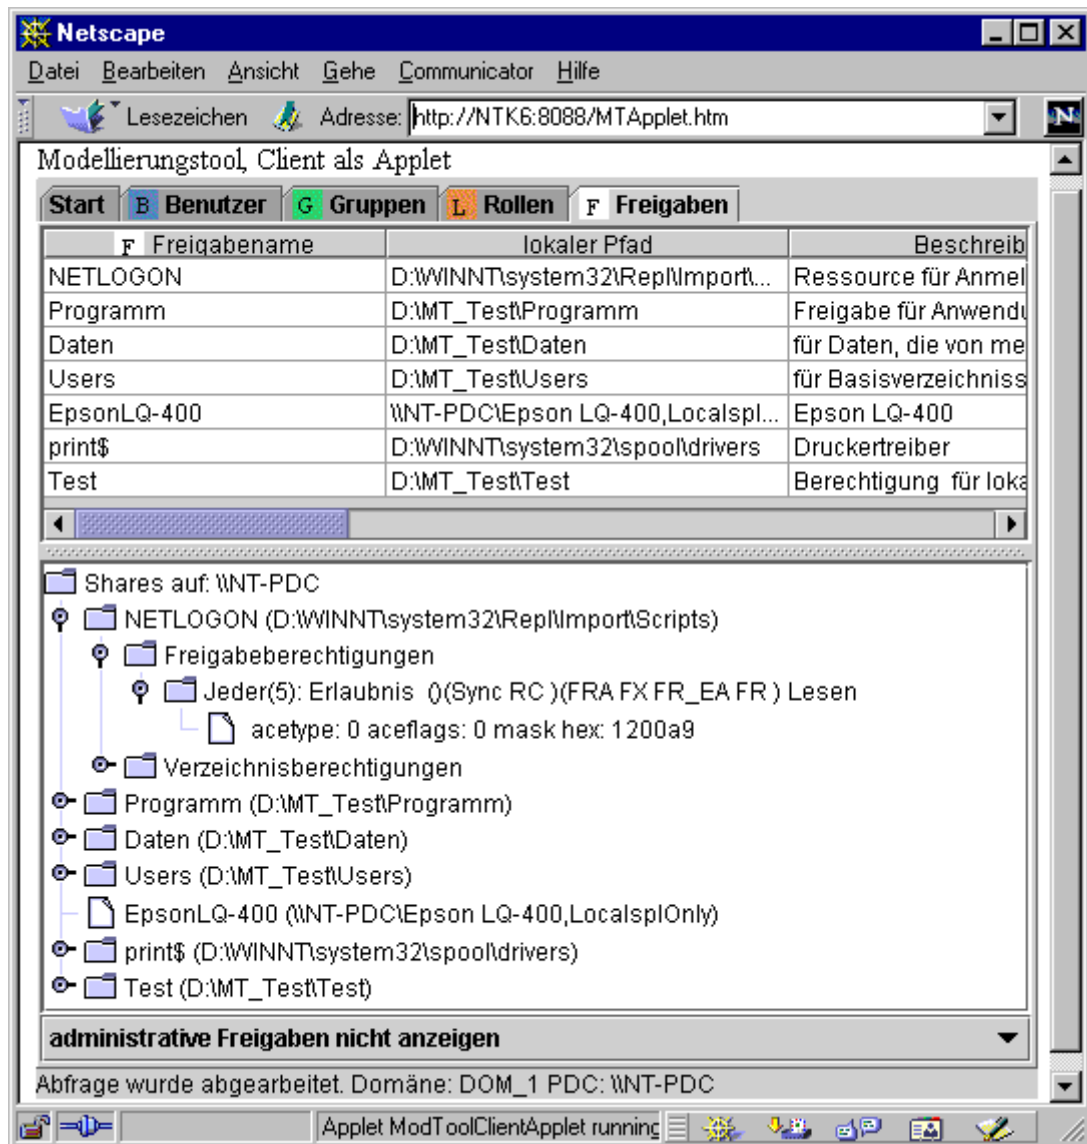 Netscape
Datei Bearbeiten Ansicht Gehe Communicator Hilfe
Lesezeichen Adresse: http://NTK6:8088/MTApplet.htm N
Modellierungstool, Client als Applet
Start B Benutzer G Gruppen L Rollen F Freigaben
F Freigabename lokaler Pfad Beschreib
NETLOGON D:\WINNT\system32\Repl\Import\... Ressource für Anmel
Programm D:\MT_Test\Programm Freigabe für Anwendu
Daten D:\MT_Test\Daten für Daten, die von me
Users D:\MT_Test\Users für Basisverzeichniss
EpsonLQ-400 \\NT-PDC\Epson LQ-400,Localspl... Epson LQ-400
print$ D:\WINNT\system32\spool\drivers Druckertreiber
Test D:\MT_Test\Test Berechtigung für loka
Shares auf: \\NT-PDC
NETLOGON (D:\WINNT\system32\Repl\Import\Scripts)
Freigabeberechtigungen
Jeder(5): Erlaubnis ()(Sync RC )(FRA FX FR_EA FR ) Lesen
acetype: 0 aceflags: 0 mask hex: 1200a9
Verzeichnisberechtigungen
Programm (D:\MT_Test\Programm)
Daten (D:\MT_Test\Daten)
Users (D:\MT_Test\Users)
EpsonLQ-400 (\\NT-PDC\Epson LQ-400,LocalsplOnly)
print$ (D:\WINNT\system32\spool\drivers)
Test (D:\MT_Test\Test)
administrative Freigaben nicht anzeigen
Abfrage wurde abgearbeitet. Domäne: DOM_1 PDC: \\NT-PDC
Applet ModToolClientApplet running